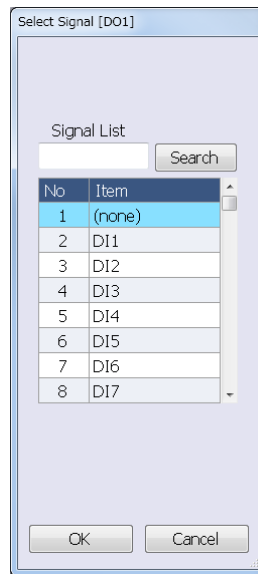 Select Signal [DO1]
Signal List
Search
No Item
1 (none)
2 DI1
3 DI2
4 DI3
5 DI4
6 DI5
7 DI6
8 DI7
OK Cancel